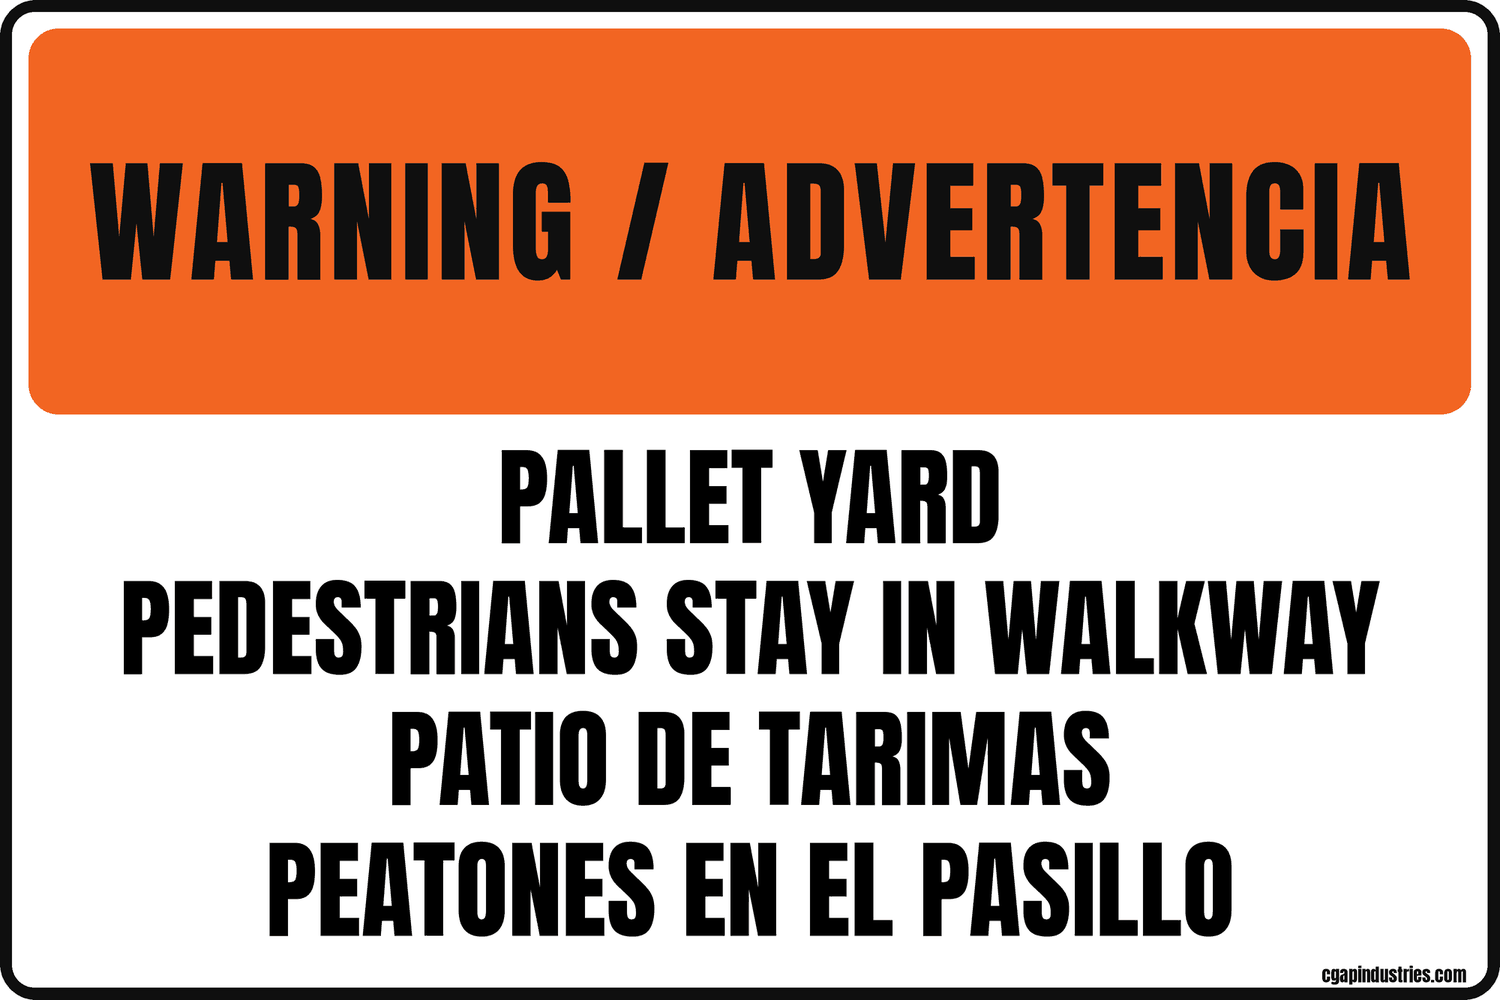 WARNING / ADVERTENCIA
PALLET YARD
PEDESTRIANS STAY IN WALKWAY
PATIO DE TARIMAS
PEATONES EN EL PASILLO
cgapindustries.com